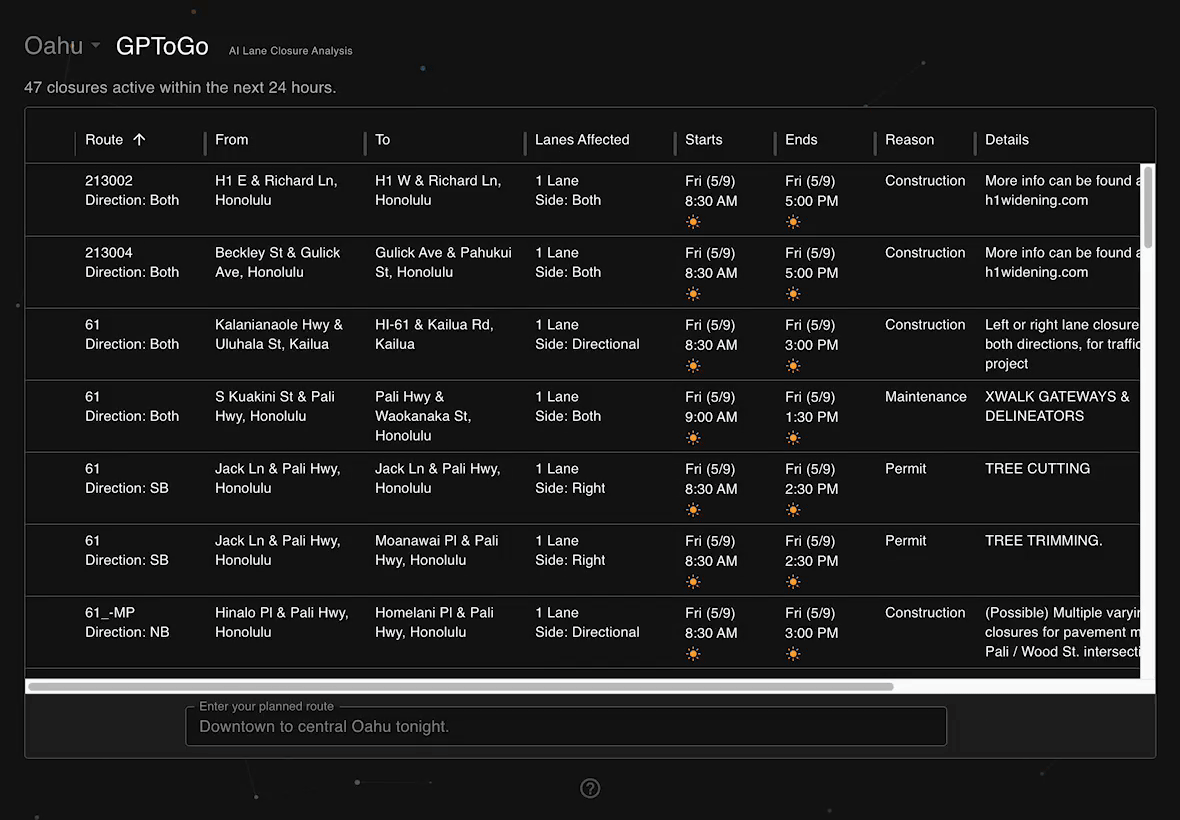 Oahu GPToGo AI Lane Closure Analysis
47 closures active within the next 24 hours.
Route From To Lanes Affected Starts Ends Reason Details
213002 H1 E & Richard Ln, H1 W & Richard Ln, 1 Lane Fri (5/9) Fri (5/9) Construction More info can be found
Direction: Both Honolulu Honolulu Side: Both 8:30 AM 5:00 PM h1widening.com
213004 Beckley St & Gulick Gulick Ave & Pahukui 1 Lane Fri (5/9) Fri (5/9) Construction More info can be found
Direction: Both Ave, Honolulu St, Honolulu Side: Both 8:30 AM 5:00 PM h1widening.com
61 Kalanianaole Hwy & HI-61 & Kailua Rd, 1 Lane Fri (5/9) Fri (5/9) Construction Left or right lane closure
Direction: Both Uluhala St, Kailua Kailua Side: Directional 8:30 AM 3:00 PM both directions, for traffic
project
61 S Kuakini St & Pali Pali Hwy & 1 Lane Fri (5/9) Fri (5/9) Maintenance XWALK GATEWAYS &
Direction: Both Hwy, Honolulu Waokanaka St, Side: Both 9:00 AM 1:30 PM DELINEATORS
Honolulu
61 Jack Ln & Pali Hwy, Jack Ln & Pali Hwy, 1 Lane Fri (5/9) Fri (5/9) Permit TREE CUTTING
Direction: SB Honolulu Honolulu Side: Right 8:30 AM 2:30 PM
61 Jack Ln & Pali Hwy, Moanawai Pl & Pali 1 Lane Fri (5/9) Fri (5/9) Permit TREE TRIMMING.
Direction: SB Honolulu Hwy, Honolulu Side: Right 8:30 AM 2:30 PM
61_-MP Hinalo Pl & Pali Hwy, Homelani Pl & Pali 1 Lane Fri (5/9) Fri (5/9) Construction (Possible) Multiple
Direction: NB Honolulu Hwy, Honolulu Side: Directional 8:30 AM 3:00 PM closures for pavement
Pali / Wood St.
Enter your planned route
Downtown to central Oahu tonight.
?